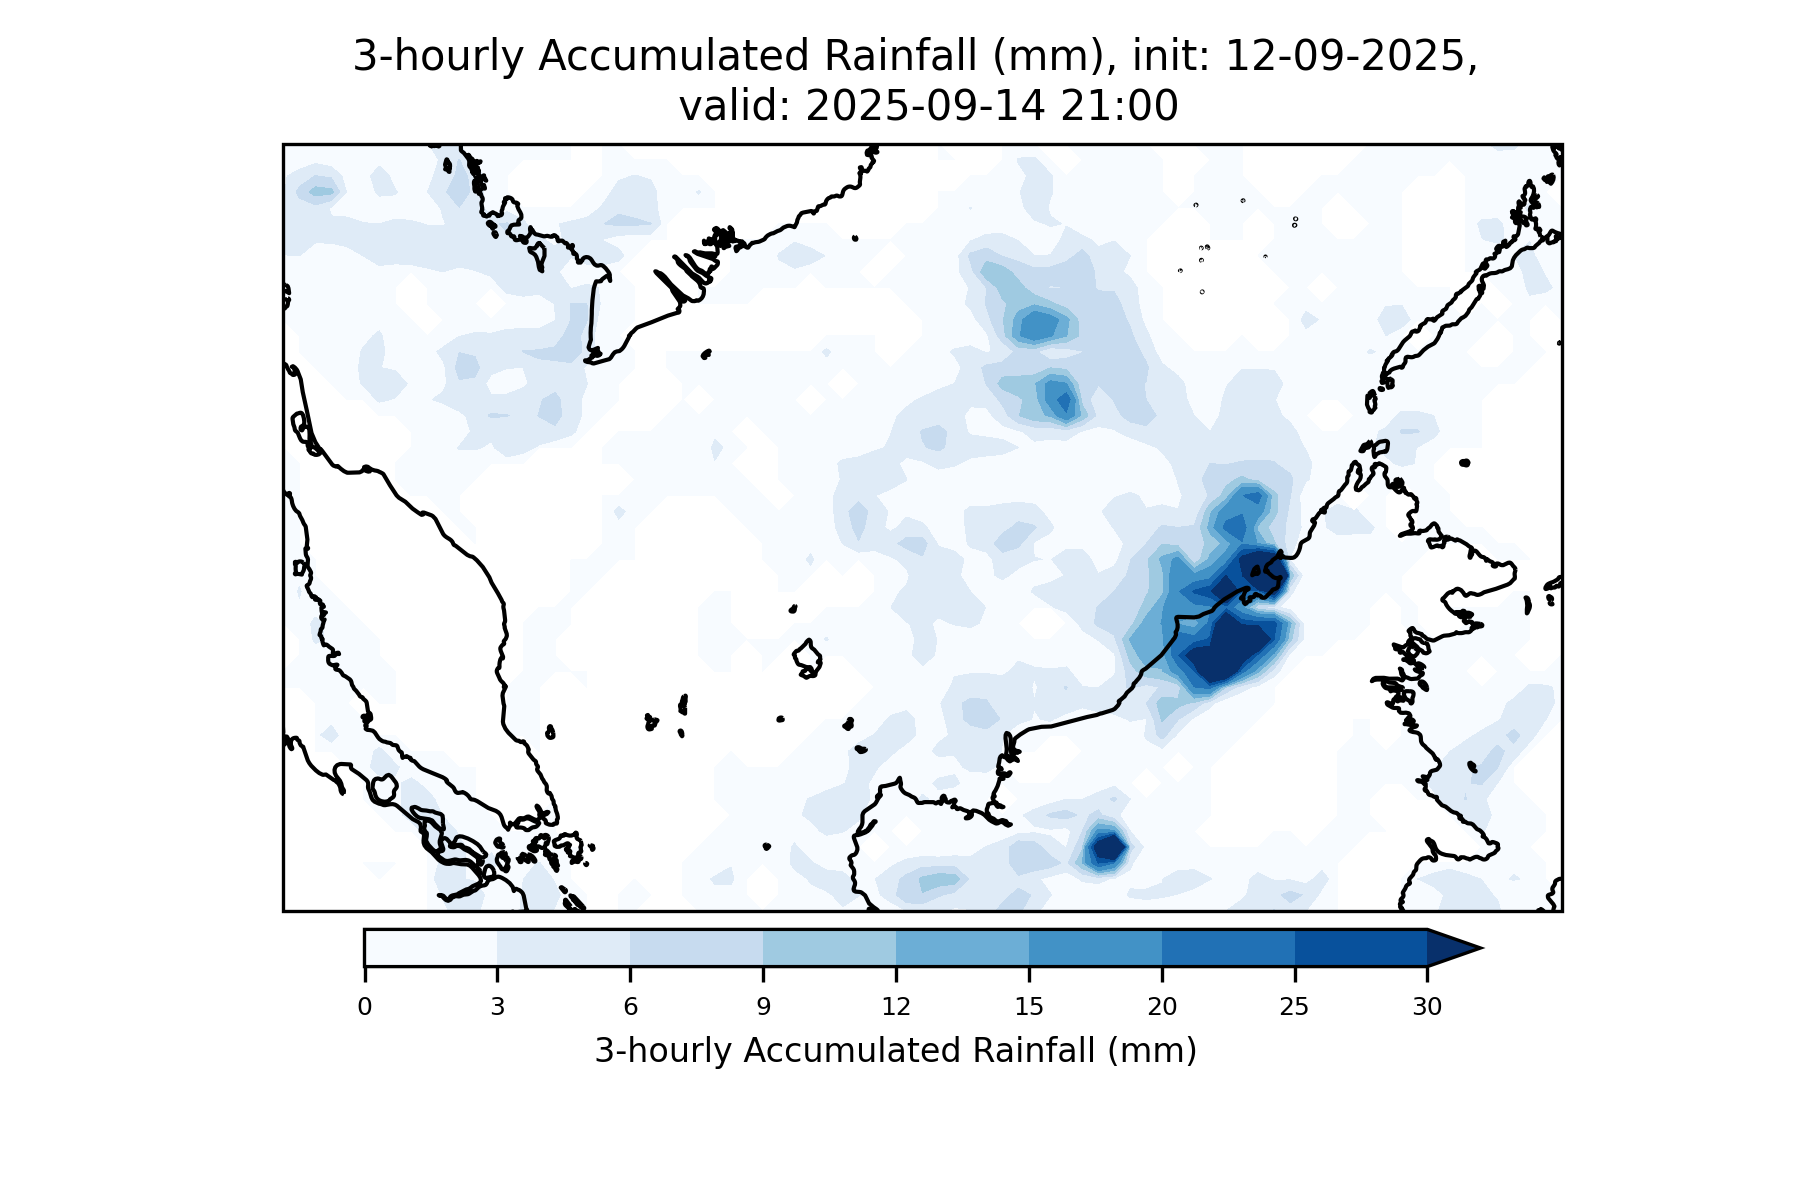 3-hourly Accumulated Rainfall (mm), init: 12-09-2025,
valid: 2025-09-14 21:00
0 3 6 9 12 15 20 25 30
3-hourly Accumulated Rainfall (mm)